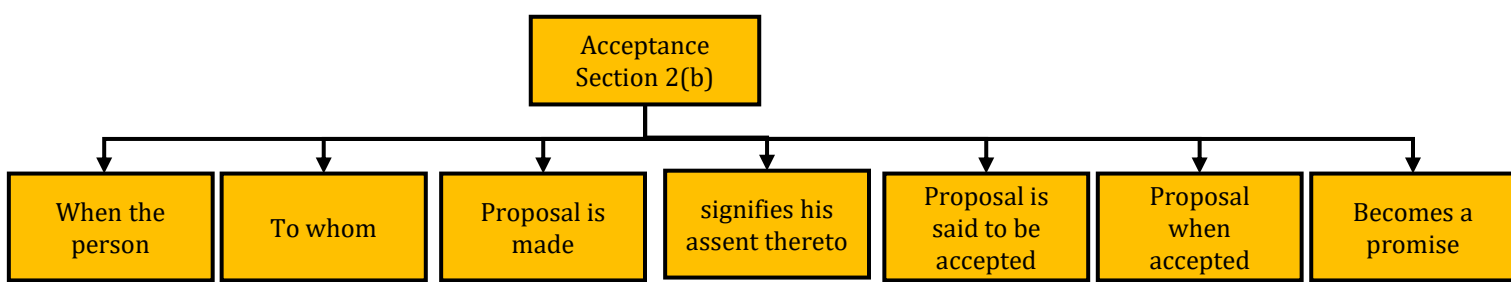 Acceptance
Section 2(b)
When the
person
To whom
Proposal is
made
signifies his
assent thereto
Proposal is
said to be
accepted
Proposal
when
accepted
Becomes a
promise